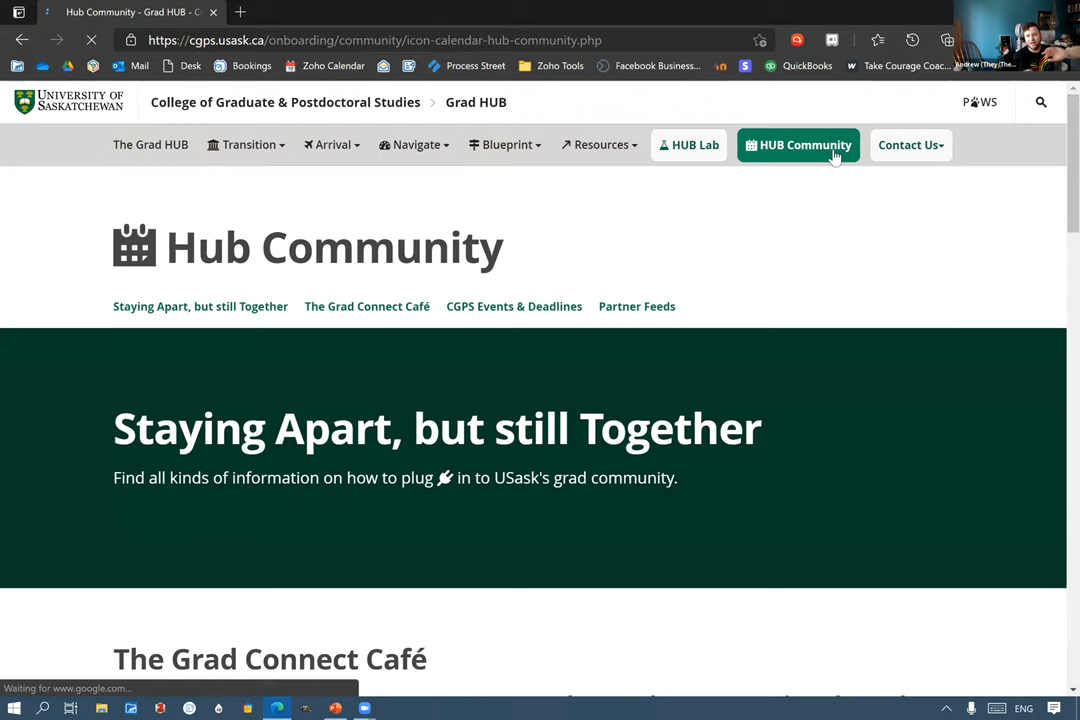 Hub Community - Grad HUB - C
https://cgps.usask.ca/onboarding/community/icon-calendar-hub-community.php
Andrew (They/The...
Mail Desk Bookings Zoho Calendar Process Street Zoho Tools Facebook Business... in S QuickBooks Take Courage Coac...
UNIVERSITY OF SASKATCHEWAN
College of Graduate & Postdoctoral Studies > Grad HUB
PAWS
The Grad HUB Transition Arrival Navigate Blueprint Resources HUB Lab HUB Community Contact Us
Hub Community
Staying Apart, but still Together The Grad Connect Café CGPS Events & Deadlines Partner Feeds
Staying Apart, but still Together
Find all kinds of information on how to plug in to USask's grad community.
The Grad Connect Café
Waiting for www.google.com...
ENG